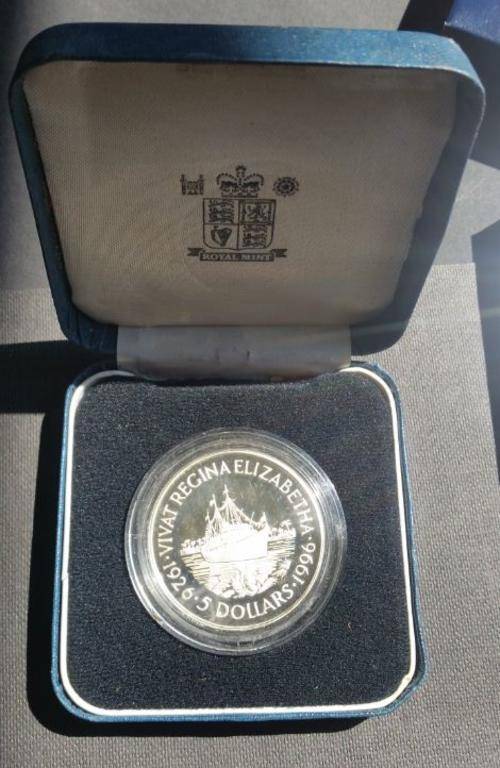 ROYAL MINT
VIVAT REGINA ELIZABETHA
1926 · 5 DOLLARS · 1996